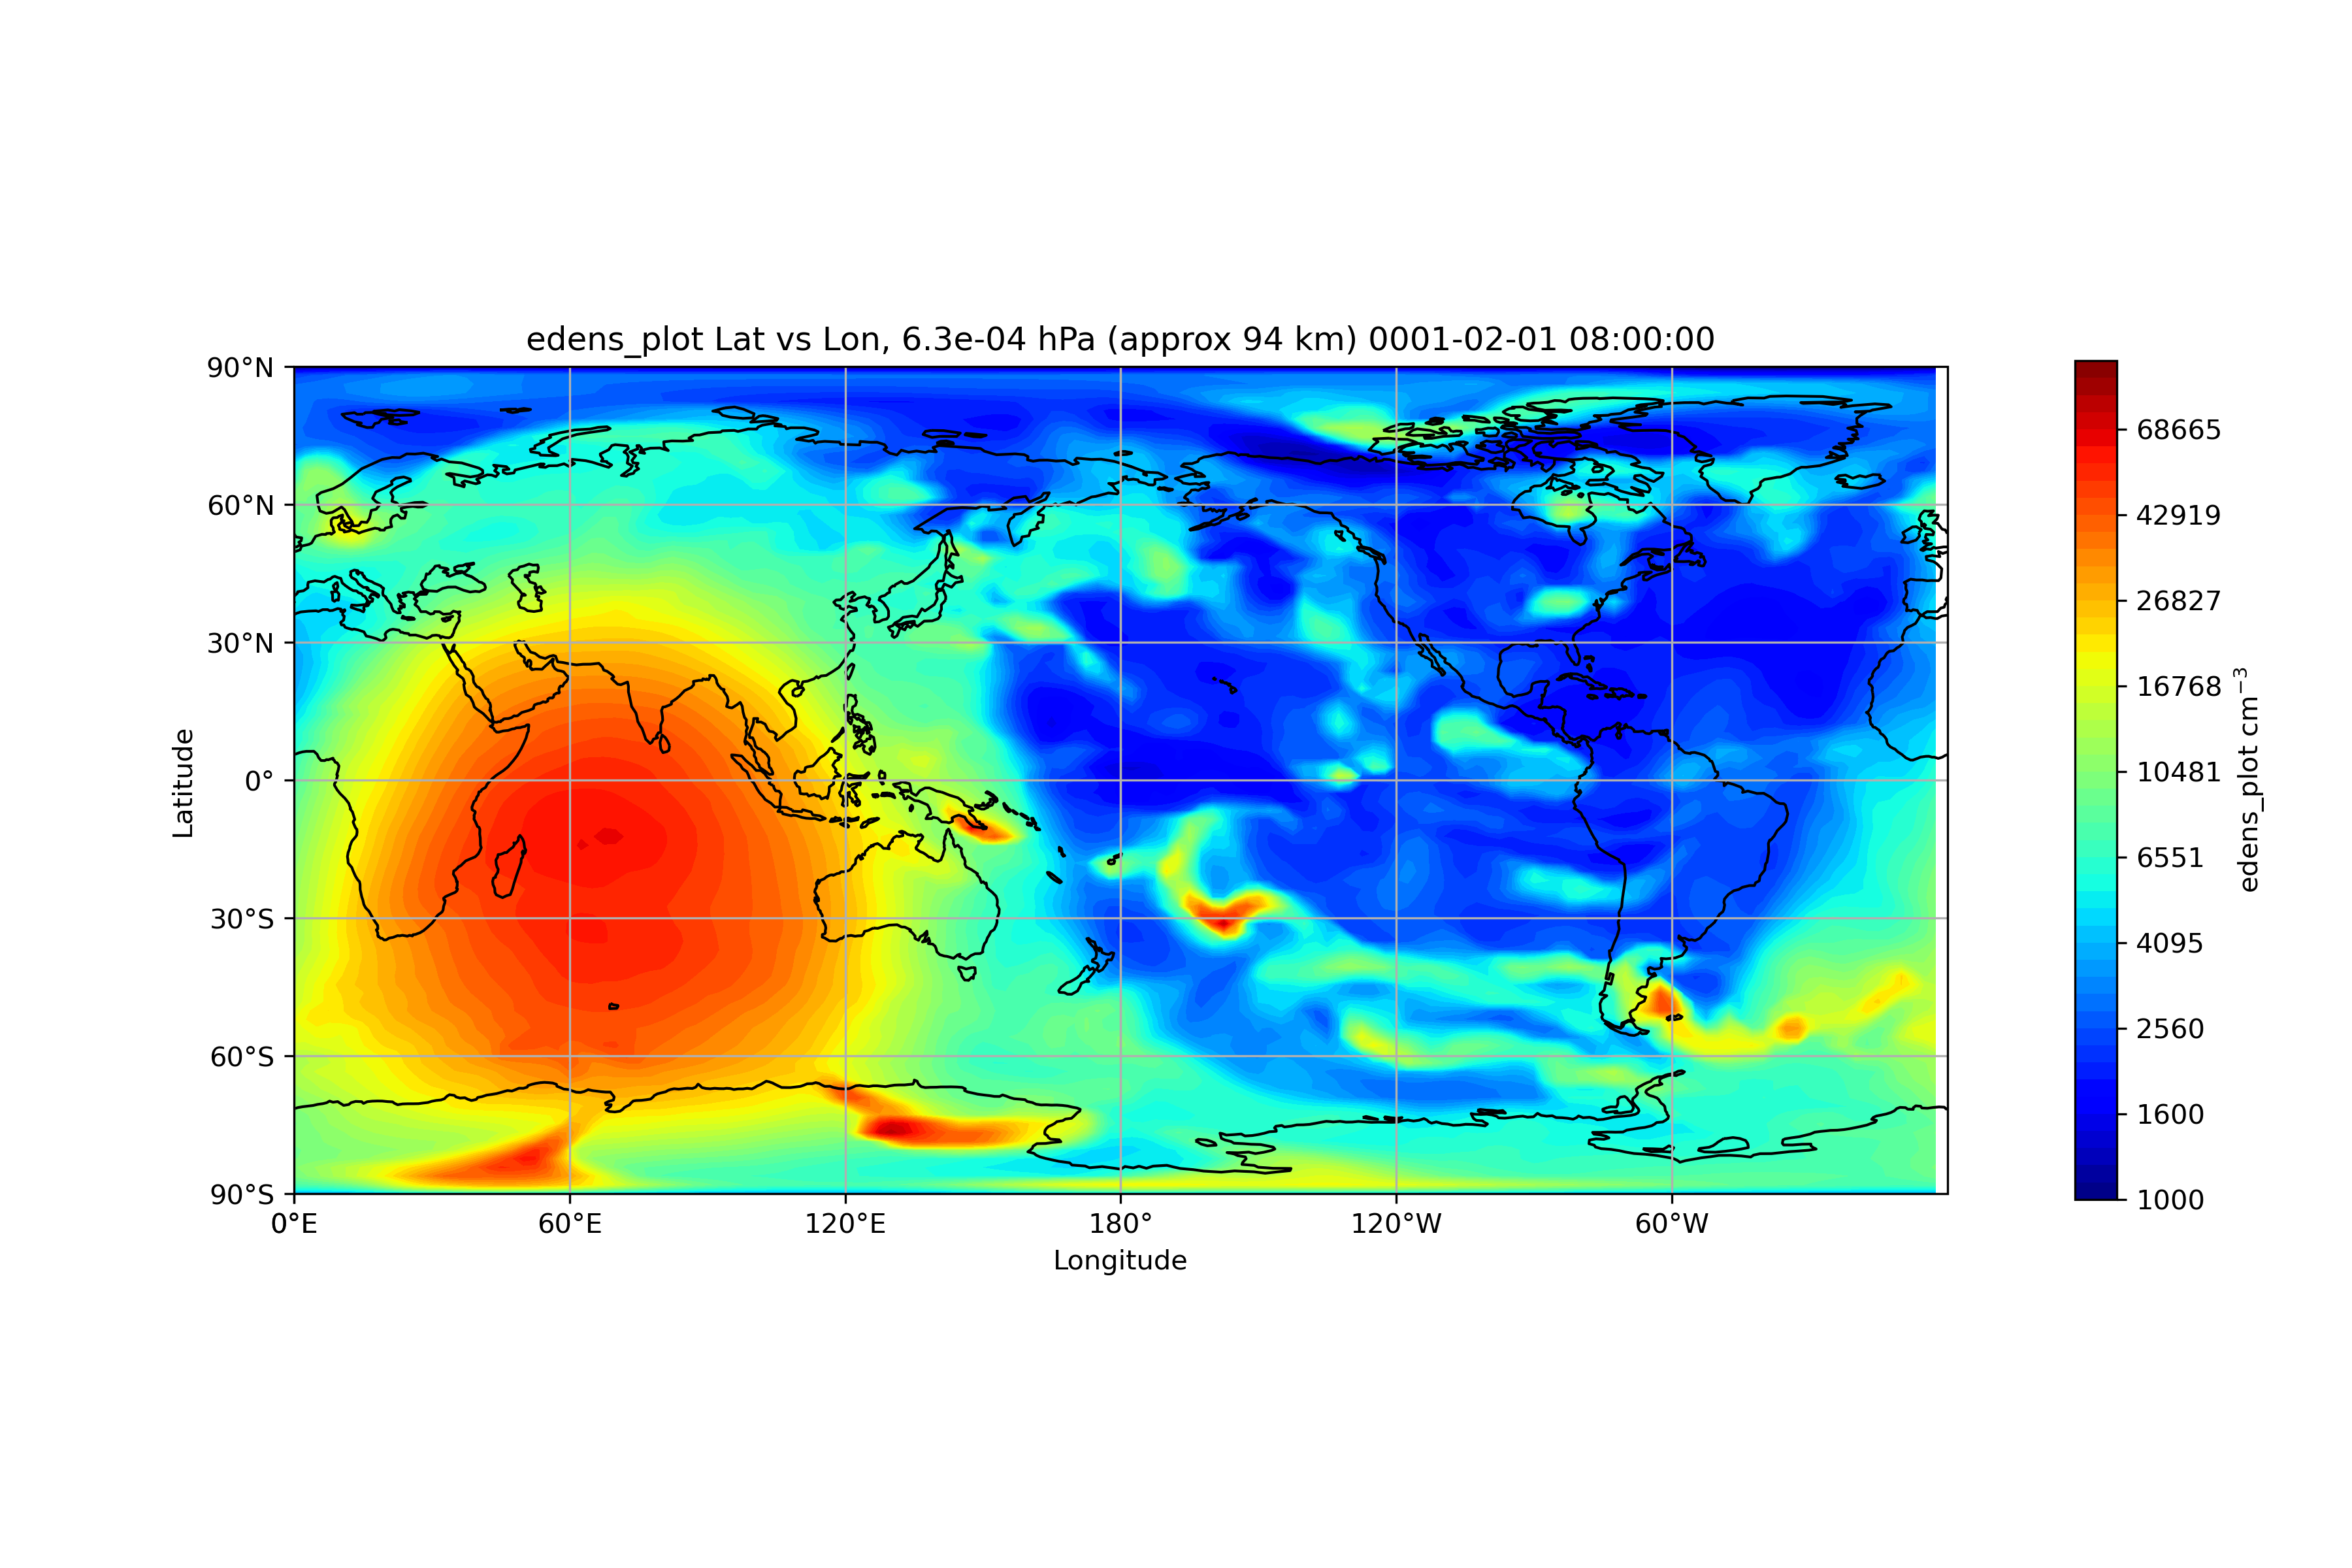 edens_plot Lat vs Lon, 6.3e-04 hPa (approx 94 km) 0001-02-01 08:00:00
90°N
60°N
30°N
0°
30°S
60°S
90°S
Latitude
0°E
60°E
120°E
180°
120°W
60°W
Longitude
68665
42919
26827
16768
10481
6551
4095
2560
1600
1000
edens_plot cm⁻³